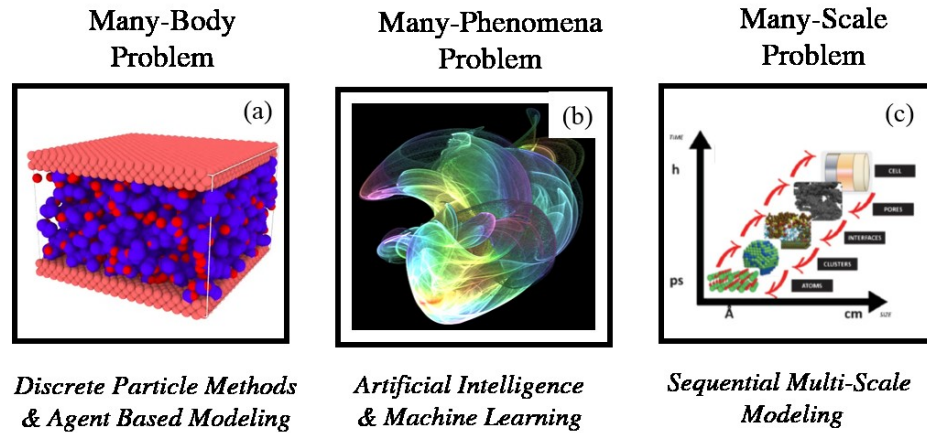 Many-Body
Problem
Many-Phenomena
Problem
Many-Scale
Problem
(a)
(b)
(c)
TIME
h
ps
Å
cm
SIZE
CELL
PORES
INTERFACES
CLUSTERS
ATOMS
Discrete Particle Methods
& Agent Based Modeling
Artificial Intelligence
& Machine Learning
Sequential Multi-Scale
Modeling